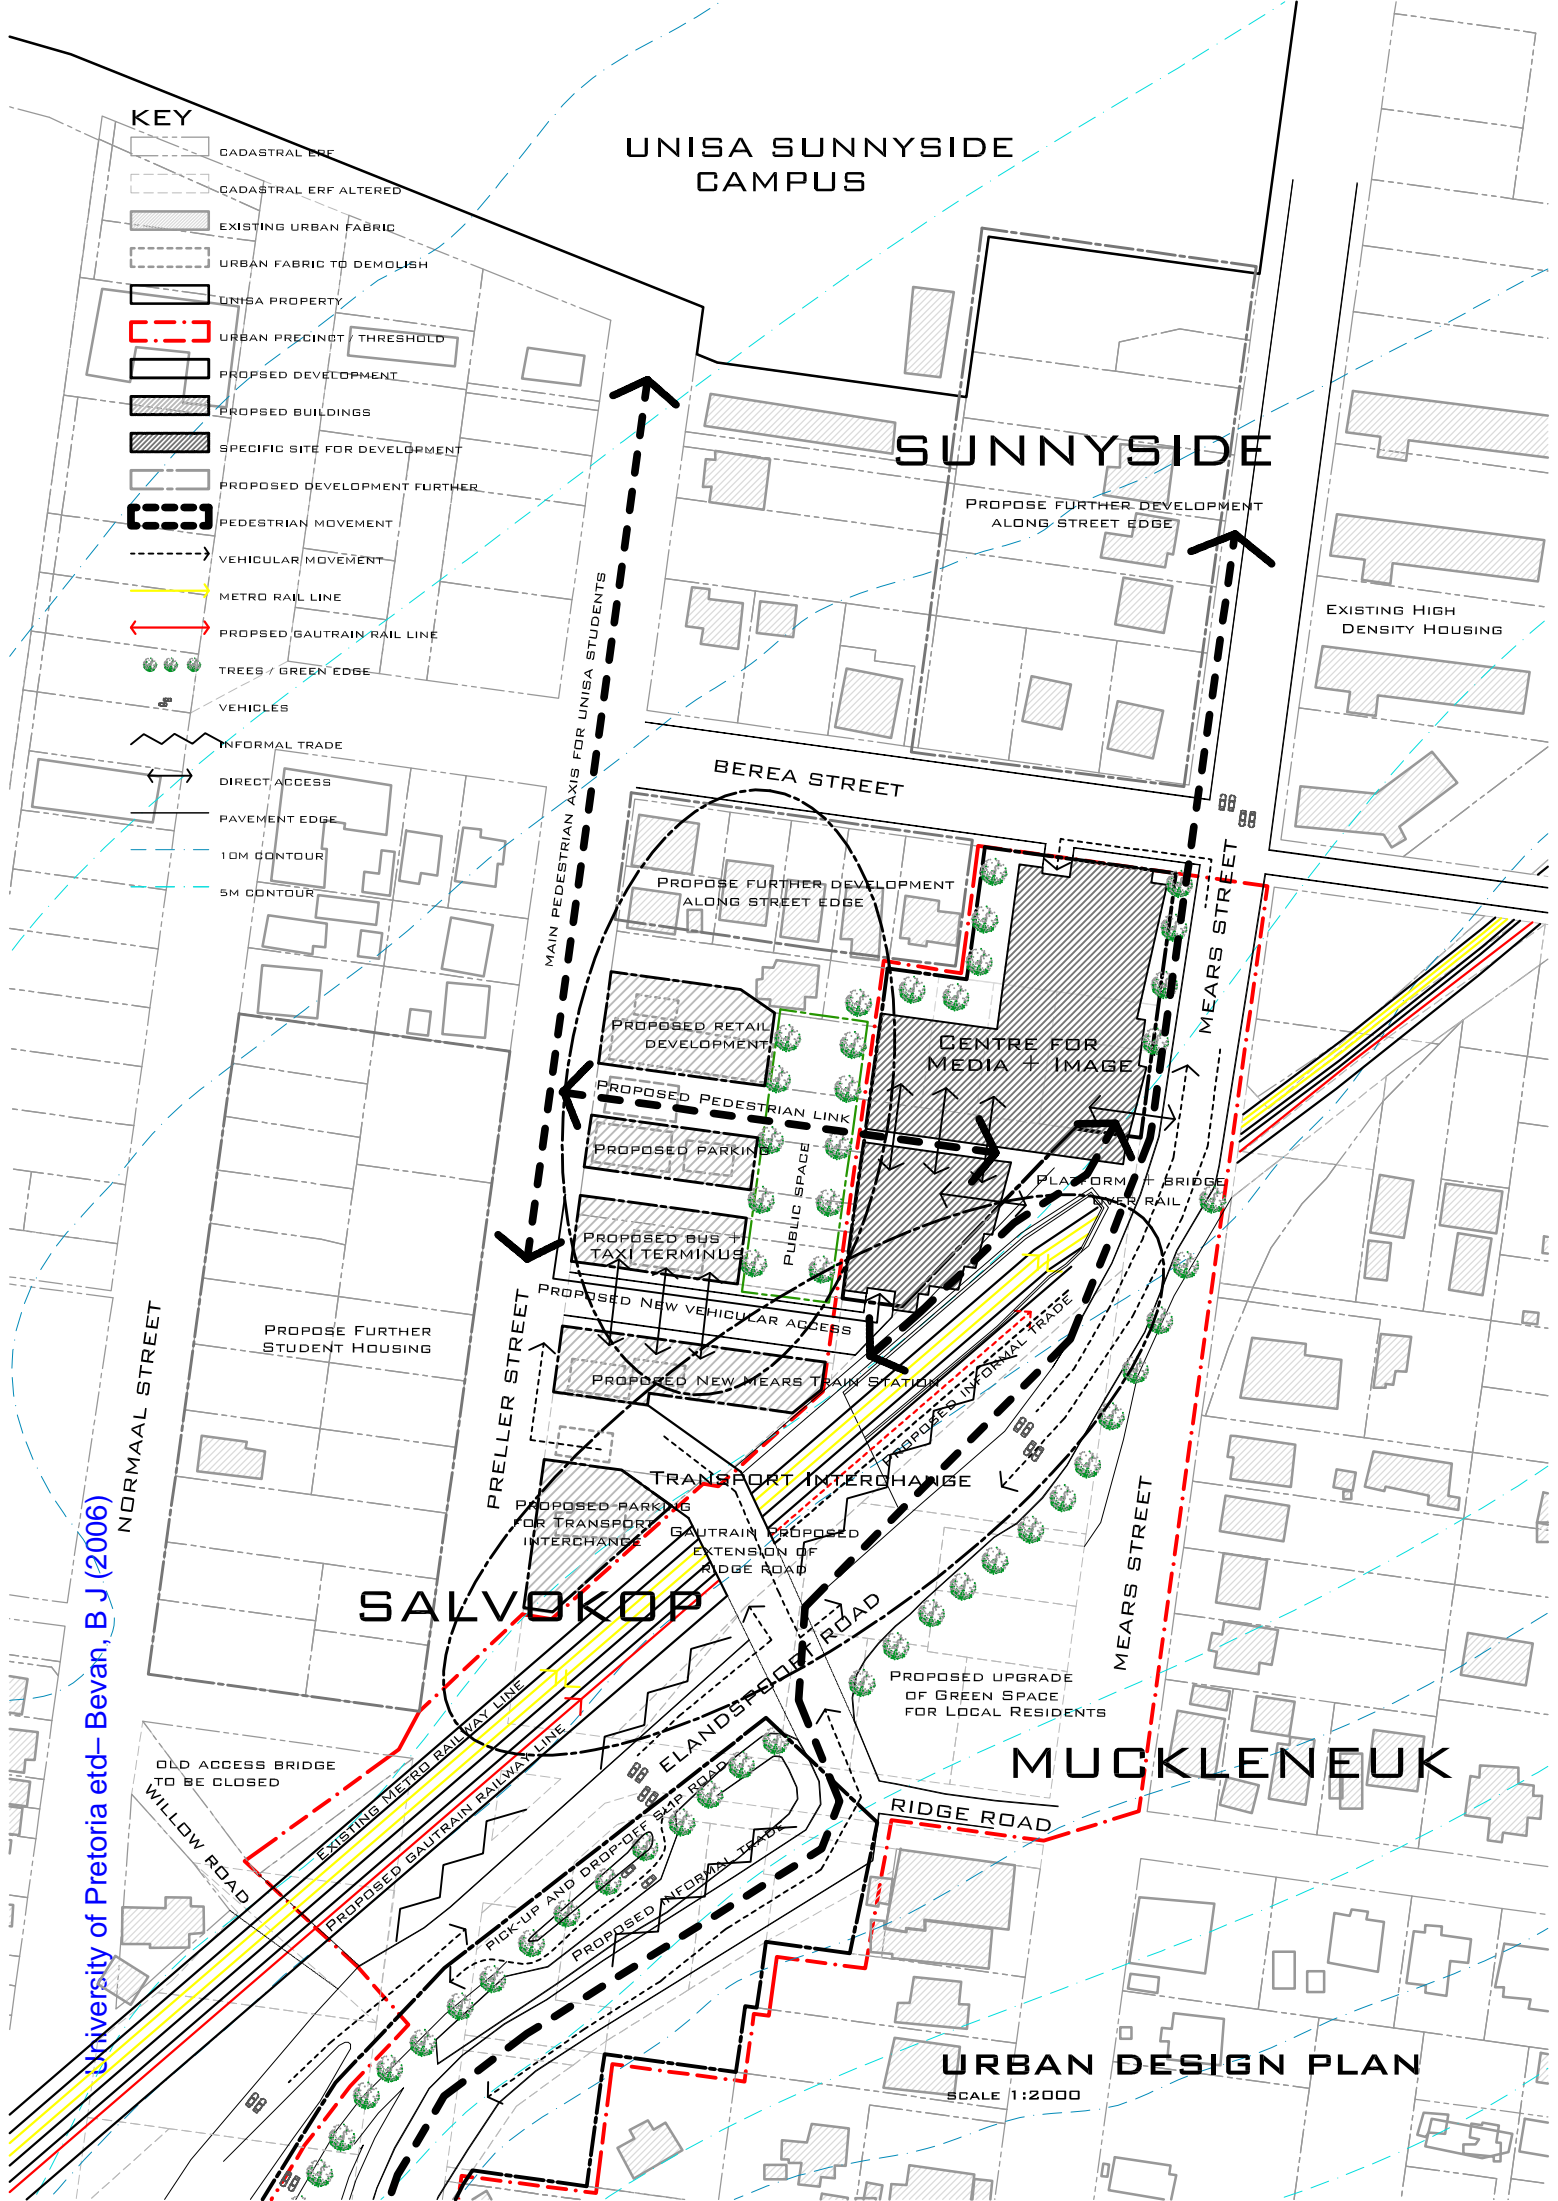 KEY
CADASTRAL ERF
CADASTRAL ERF ALTERED
EXISTING URBAN FABRIC
URBAN FABRIC TO DEMOLISH
UNISA PROPERTY
URBAN PRECINCT / THRESHOLD
PROPSED DEVELOPMENT
PROPSED BUILDINGS
SPECIFIC SITE FOR DEVELOPMENT
PROPOSED DEVELOPMENT FURTHER
PEDESTRIAN MOVEMENT
VEHICULAR MOVEMENT
METRO RAIL LINE
PROPSED GAUTRAIN RAIL LINE
TREES / GREEN EDGE
VEHICLES
INFORMAL TRADE
DIRECT ACCESS
PAVEMENT EDGE
10M CONTOUR
5M CONTOUR
UNISA SUNNYSIDE
CAMPUS
SUNNYSIDE
PROPOSE FURTHER DEVELOPMENT
ALONG STREET EDGE
EXISTING HIGH
DENSITY HOUSING
MAIN PEDESTRIAN AXIS FOR UNISA STUDENTS
BEREA STREET
PROPOSE FURTHER DEVELOPMENT
ALONG STREET EDGE
MEARS STREET
PROPOSED RETAIL
DEVELOPMENT
CENTRE FOR
MEDIA + IMAGE
PROPOSED PEDESTRIAN LINK
PROPOSED PARKING
PUBLIC SPACE
PLATFORM + BRIDGE
OVER RAIL
PROPOSED BUS +
TAXI TERMINUS
PROPOSED NEW VEHICULAR ACCESS
NORMAAL STREET
PROPOSE FURTHER
STUDENT HOUSING
PRELLER STREET
PROPORED NEW MEARS TRAIN STATION
PROPOSED INFORMAL TRADE
TRANSPORT INTERCHANGE
PROPOSED PARKING
FOR TRANSPORT
INTERCHANGE
GAUTRAIN PROPOSED
EXTENSION OF
RIDGE ROAD
MEARS STREET
SALVOKOP
ELANDSPOORT ROAD
PROPOSED UPGRADE
OF GREEN SPACE
FOR LOCAL RESIDENTS
MUCKLENEUK
OLD ACCESS BRIDGE
TO BE CLOSED
WILLOW ROAD
EXISTING METRO RAILWAY LINE
PROPOSED GAUTRAIN RAILWAY LINE
RIDGE ROAD
PICK-UP AND DROP-OFF SLIP ROAD
PROPOSED INFORMAL TRADE
URBAN DESIGN PLAN
SCALE 1:2000
University of Pretoria etd– Bevan, B J (2006)